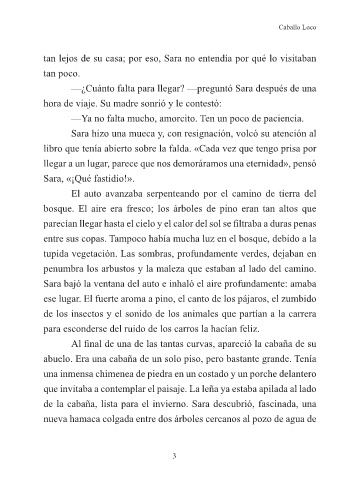 Caballo Loco
tan lejos de su casa; por eso, Sara no entendía por qué lo visitaban
tan poco.
—¿Cuánto falta para llegar? —preguntó Sara después de una
hora de viaje. Su madre sonrió y le contestó:
—Ya no falta mucho, amorcito. Ten un poco de paciencia.
Sara hizo una mueca y, con resignación, volcó su atención al
libro que tenía abierto sobre la falda. «Cada vez que tengo prisa por
llegar a un lugar, parece que nos demoráramos una eternidad», pensó
Sara, «¡Qué fastidio!».
El auto avanzaba serpenteando por el camino de tierra del
bosque. El aire era fresco; los árboles de pino eran tan altos que
parecían llegar hasta el cielo y el calor del sol se filtraba a duras penas
entre sus copas. Tampoco había mucha luz en el bosque, debido a la
tupida vegetación. Las sombras, profundamente verdes, dejaban en
penumbra los arbustos y la maleza que estaban al lado del camino.
Sara bajó la ventana del auto e inhaló el aire profundamente: amaba
ese lugar. El fuerte aroma a pino, el canto de los pájaros, el zumbido
de los insectos y el sonido de los animales que partían a la carrera
para esconderse del ruido de los carros la hacían feliz.
Al final de una de las tantas curvas, apareció la cabaña de su
abuelo. Era una cabaña de un solo piso, pero bastante grande. Tenía
una inmensa chimenea de piedra en un costado y un porche delantero
que invitaba a contemplar el paisaje. La leña ya estaba apilada al lado
de la cabaña, lista para el invierno. Sara descubrió, fascinada, una
nueva hamaca colgada entre dos árboles cercanos al pozo de agua de
3